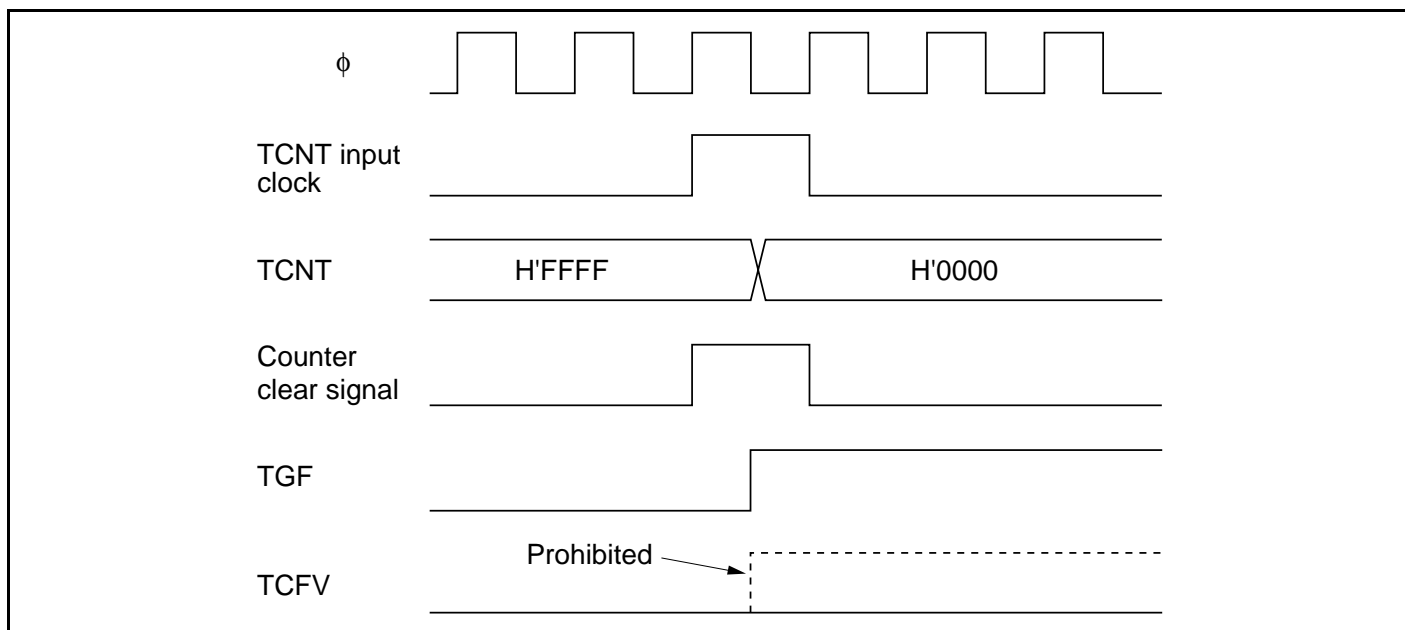 ϕ
TCNT input
clock
TCNT
H'FFFF
H'0000
Counter
clear signal
TGF
Prohibited
TCFV